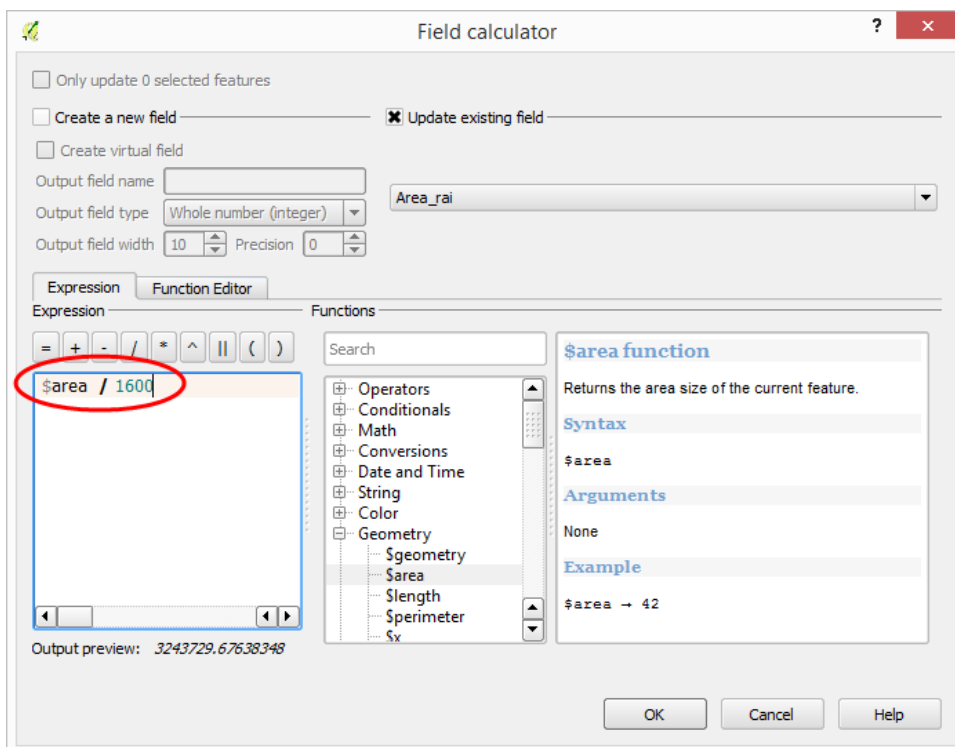 Field calculator
?
×
Only update 0 selected features
Create a new field
Update existing field
Create virtual field
Output field name
Area_rai
Output field type Whole number (integer)
Output field width 10 Precision 0
Expression Function Editor
Expression
Functions
= + - / * ^ || ( )
Search
$area / 1600
Operators
Conditionals
Math
Conversions
Date and Time
String
Color
Geometry
$geometry
$area
$length
$perimeter
$x
$area function
Returns the area size of the current feature.
Syntax
$area
Arguments
None
Example
$area → 42
Output preview: 3243729.67638348
OK
Cancel
Help